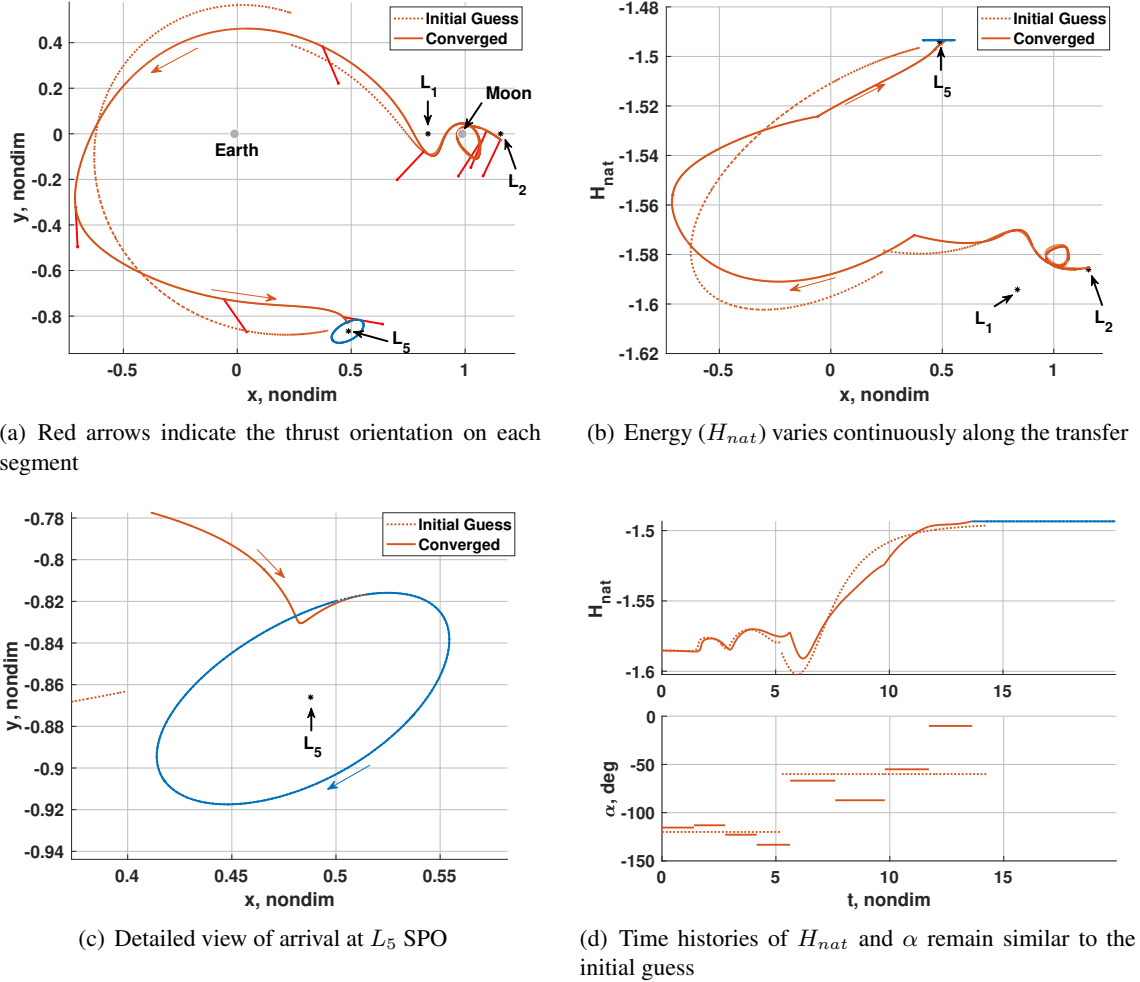 Initial Guess
Converged
0.4
0.2
0
-0.2
-0.4
-0.6
-0.8
y, nondim
L1
Moon
Earth
L2
L5
-0.5
0
0.5
1
x, nondim
(a) Red arrows indicate the thrust orientation on each
segment
Initial Guess
Converged
-1.48
-1.5
-1.52
-1.54
-1.56
-1.58
-1.6
-1.62
Hnat
L5
L1
L2
-0.5
0
0.5
1
x, nondim
(b) Energy (Hnat) varies continuously along the transfer
Initial Guess
Converged
-0.78
-0.8
-0.82
-0.84
-0.86
-0.88
-0.9
-0.92
-0.94
y, nondim
L5
0.4
0.45
0.5
0.55
x, nondim
(c) Detailed view of arrival at L5 SPO
-1.5
-1.55
-1.6
Hnat
0
5
10
15
0
-50
-100
-150
α, deg
0
5
10
15
t, nondim
(d) Time histories of Hnat and α remain similar to the
initial guess